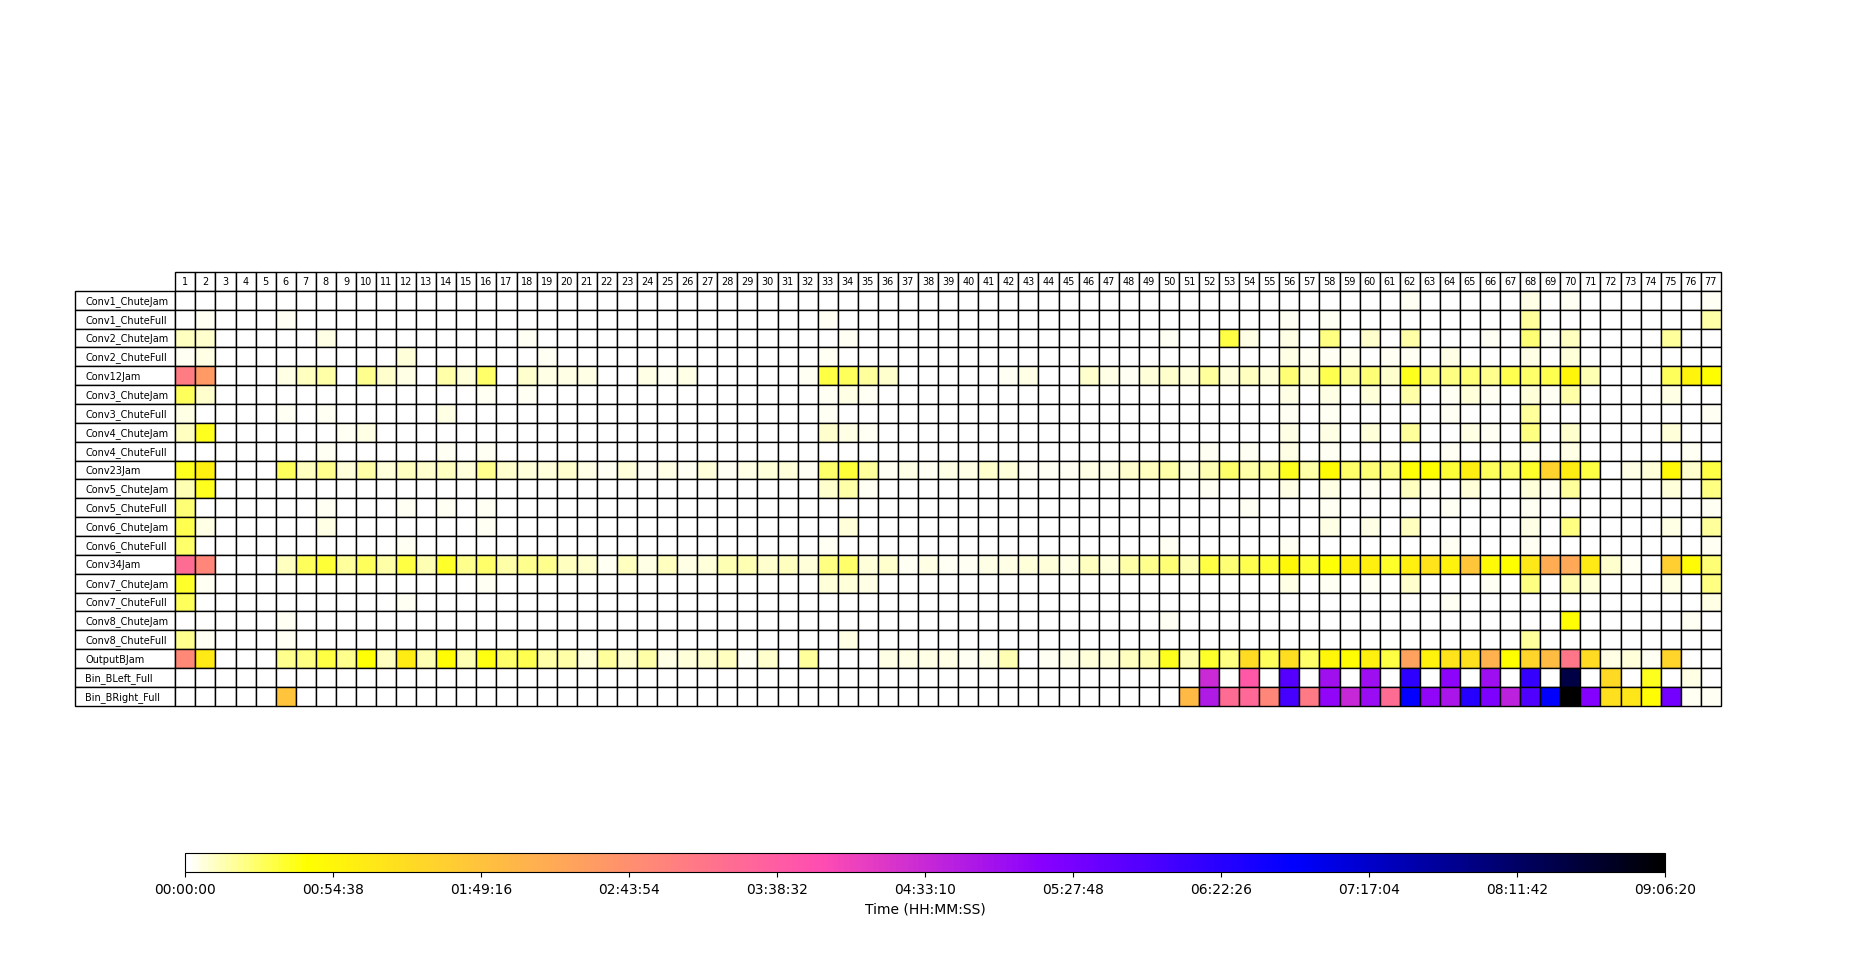 1 2 3 4 5 6 7 8 9 10 11 12 13 14 15 16 17 18 19 20 21 22 23 24 25 26 27 28 29 30 31 32 33 34 35 36 37 38 39 40 41 42 43 44 45 46 47 48 49 50 51 52 53 54 55 56 57 58 59 60 61 62 63 64 65 66 67 68 69 70 71 72 73 74 75 76 77
Conv1_ChuteJam
Conv1_ChuteFull
Conv2_ChuteJam
Conv2_ChuteFull
Conv12Jam
Conv3_ChuteJam
Conv3_ChuteFull
Conv4_ChuteJam
Conv4_ChuteFull
Conv23Jam
Conv5_ChuteJam
Conv5_ChuteFull
Conv6_ChuteJam
Conv6_ChuteFull
Conv34Jam
Conv7_ChuteJam
Conv7_ChuteFull
Conv8_ChuteJam
Conv8_ChuteFull
OutputBJam
Bin_BLeft_Full
Bin_BRight_Full
00:00:00 00:54:38 01:49:16 02:43:54 03:38:32 04:33:10 05:27:48 06:22:26 07:17:04 08:11:42 09:06:20
Time (HH:MM:SS)